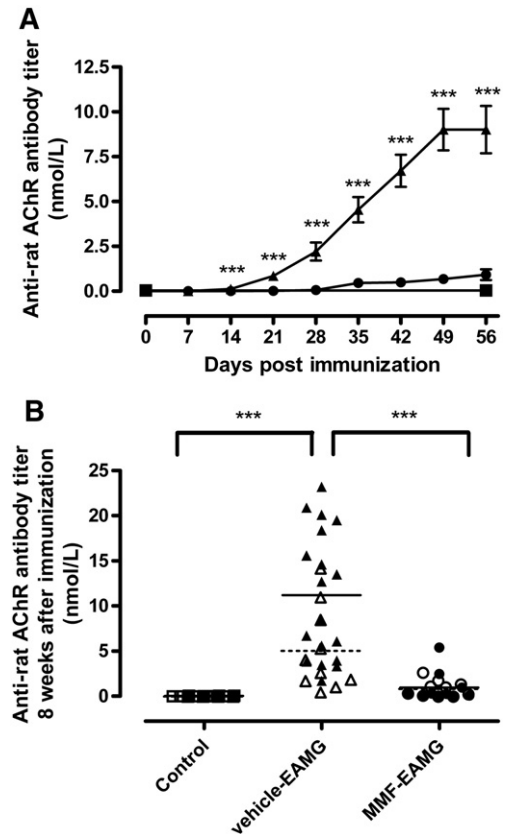 A
Anti-rat AChR antibody titer
(nmol/L)
12.5
10.0
7.5
5.0
2.5
0.0
***
***
***
***
***
***
***
0
7
14
21
28
35
42
49
56
Days post immunization
B
Anti-rat AChR antibody titer
8 weeks after immunization
(nmol/L)
***
***
25
20
15
10
5
0
Control
vehicle-EAMG
MMF-EAMG